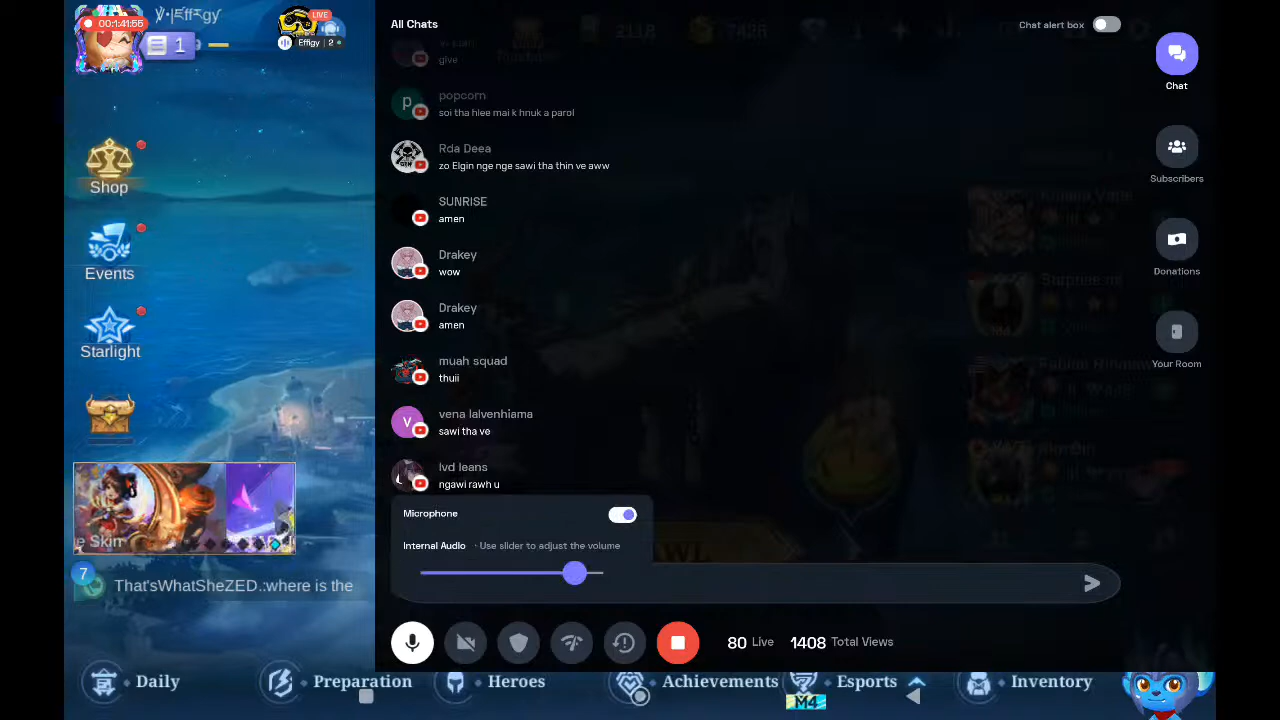 00:1:41:55
1
LIVE
Effigy | 2
Shop
Events
Starlight
e Skin
7
That'sWhatSheZED.:where is the
All Chats
Chat alert box
give
popcorn
soi tha hlee mai k hnuk a parol
Rda Deea
zo Elgin nge nge sawi tha thin ve aww
SUNRISE
amen
Drakey
wow
Drakey
amen
muah squad
thuii
vena lalvenhiama
sawi tha ve
lvd leans
ngawi rawh u
Microphone
Internal Audio · Use slider to adjust the volume
80 Live 1408 Total Views
Chat
Subscribers
Donations
Your Room
Daily
Preparation
Heroes
Achievements
Esports
M4
Inventory